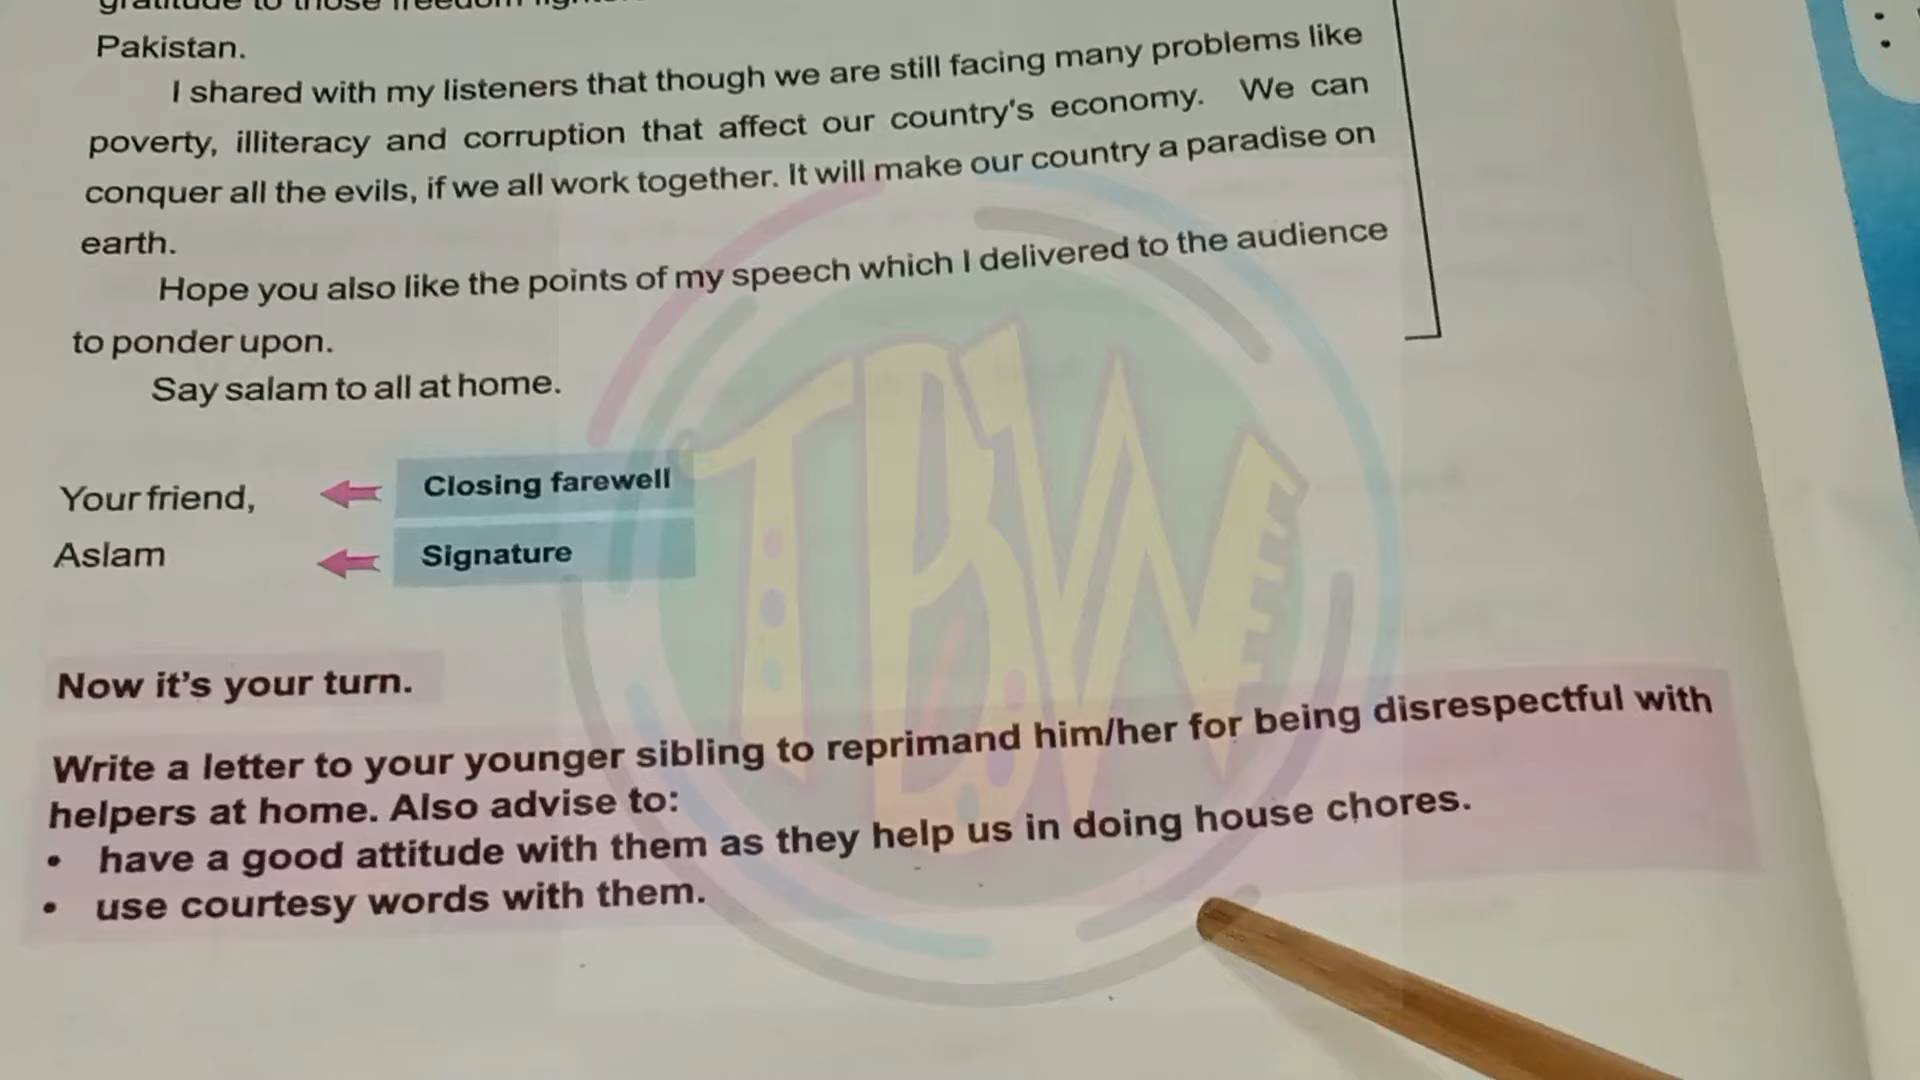 gratitude to those freedom
Pakistan.
I shared with my listeners that though we are still facing many problems like
poverty, illiteracy and corruption that affect our country's economy. We can
conquer all the evils, if we all work together. It will make our country a paradise on
earth.
Hope you also like the points of my speech which I delivered to the audience
to ponder upon.
Say salam to all at home.
Your friend,
Closing farewell
Aslam
Signature
TBW
Now it's your turn.
Write a letter to your younger sibling to reprimand him/her for being disrespectful with
helpers at home. Also advise to:
• have a good attitude with them as they help us in doing house chores.
• use courtesy words with them.